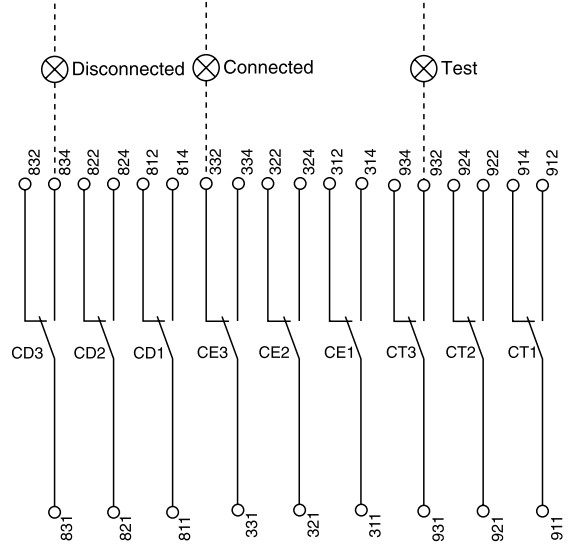 Disconnected Connected Test
832 834 822 824 812 814 332 334 322 324 312 314 934 932 924 922 914 912
CD3 CD2 CD1 CE3 CE2 CE1 CT3 CT2 CT1
831 821 811 331 321 311 931 921 911